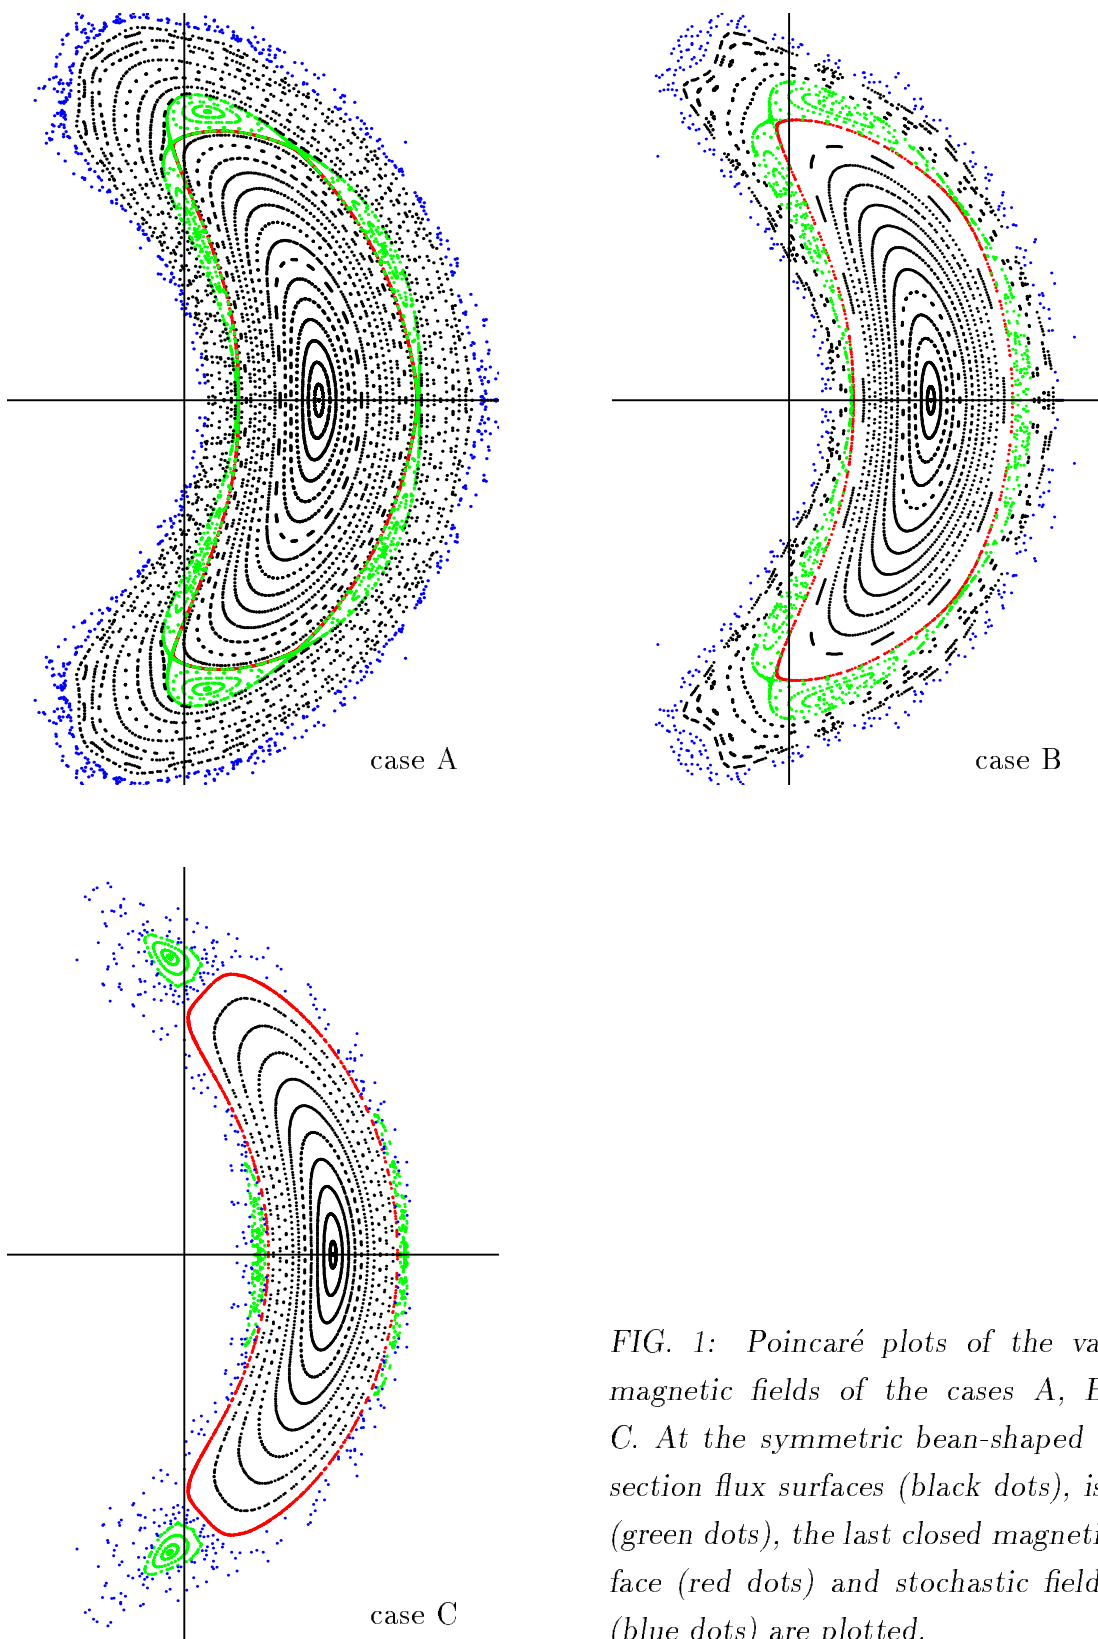 case A
case B
case C
FIG. 1: Poincaré plots of the va
magnetic fields of the cases A, B
C. At the symmetric bean-shaped
section flux surfaces (black dots), is
(green dots), the last closed magneti
face (red dots) and stochastic field
(blue dots) are plotted.